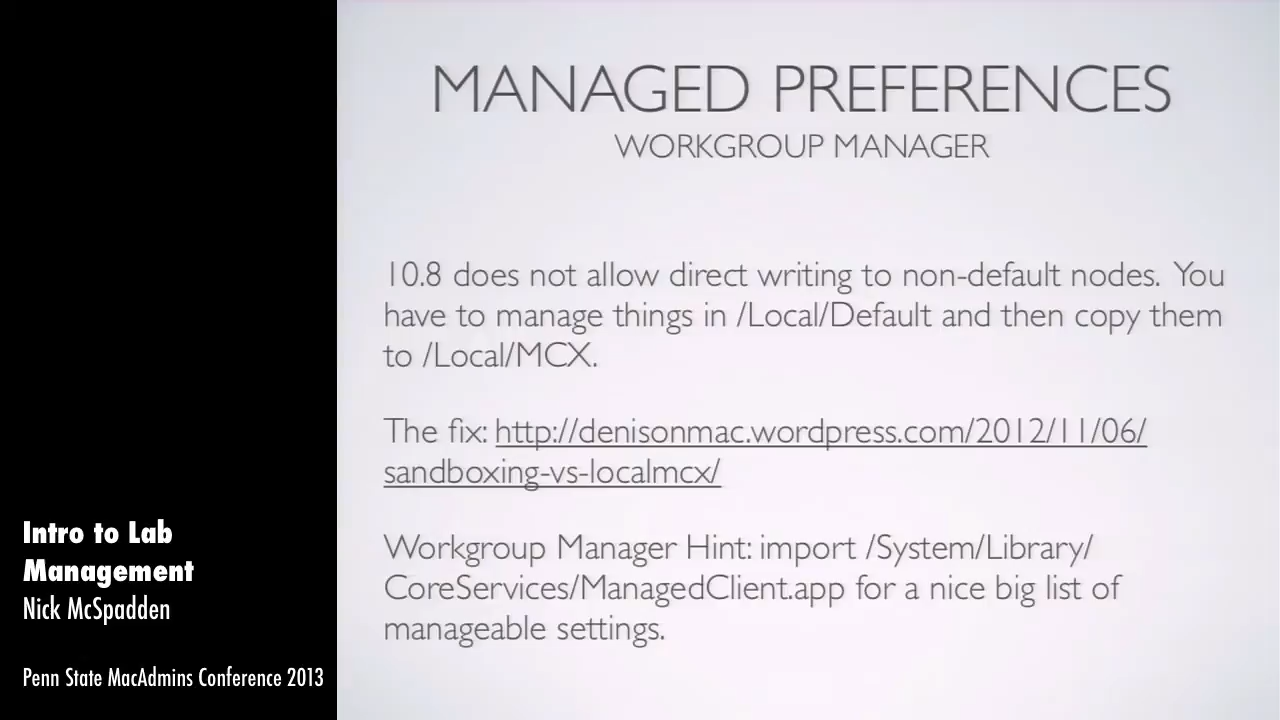 MANAGED PREFERENCES
WORKGROUP MANAGER
10.8 does not allow direct writing to non-default nodes. You
have to manage things in /Local/Default and then copy them
to /Local/MCX.
The fix: http://denisonmac.wordpress.com/2012/11/06/
sandboxing-vs-localmcx/
Workgroup Manager Hint: import /System/Library/
CoreServices/ManagedClient.app for a nice big list of
manageable settings.
Intro to Lab
Management
Nick McSpadden
Penn State MacAdmins Conference 2013